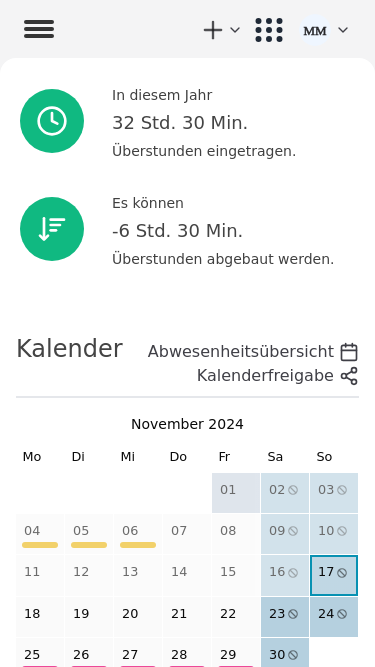 MM
In diesem Jahr
32 Std. 30 Min.
Überstunden eingetragen.
Es können
-6 Std. 30 Min.
Überstunden abgebaut werden.
Kalender
Abwesenheitsübersicht
Kalenderfreigabe
November 2024
Mo Di Mi Do Fr Sa So
01 02 03
04 05 06 07 08 09 10
11 12 13 14 15 16 17
18 19 20 21 22 23 24
25 26 27 28 29 30